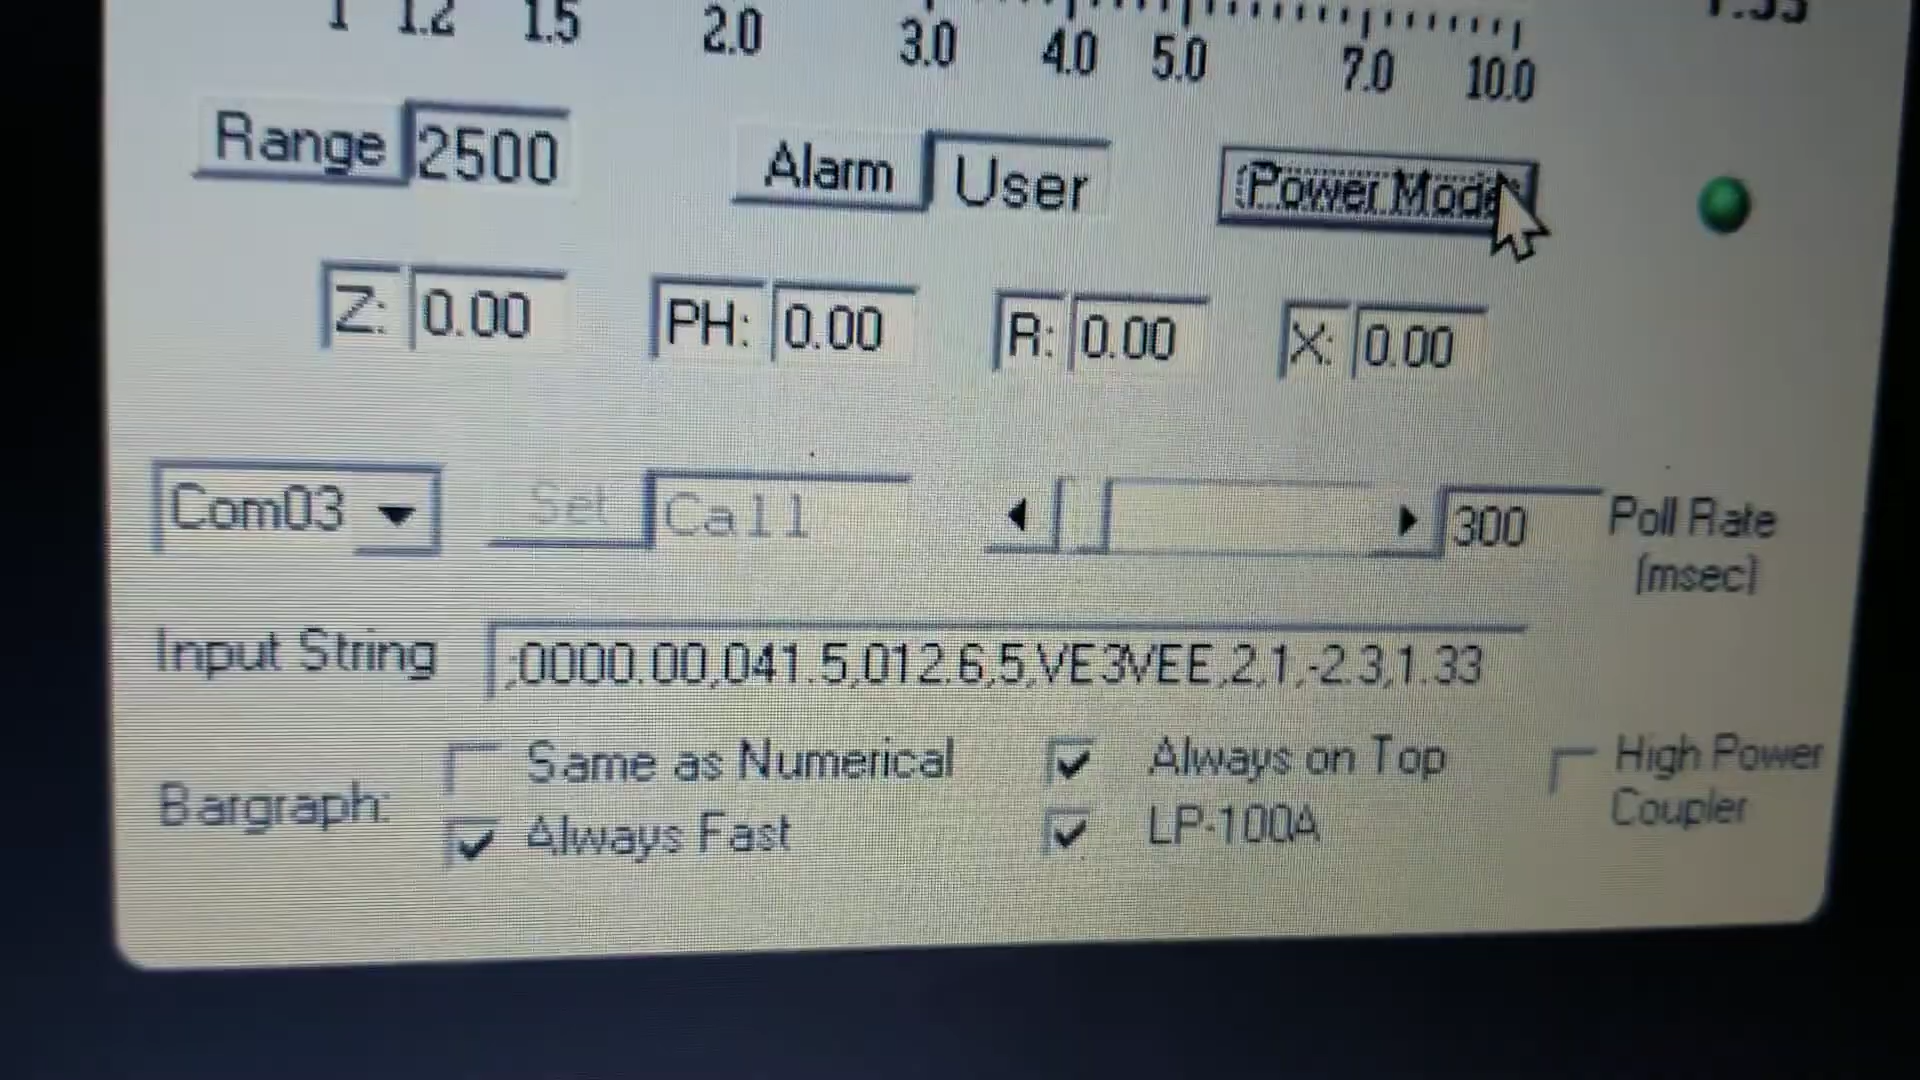 1 1.2 1.5 2.0 3.0 4.0 5.0 7.0 10.0
1.33
Range 2500 Alarm User Power Mode
Z: 0.00 PH: 0.00 R: 0.00 X: 0.00
Com03 Set Call 300 Poll Rate
(msec)
Input String ;0000.00,041.5,012.6,5,VE3VEE,2,1,-2.3,1.33
Bargraph:
Same as Numerical Always on Top High Power
Coupler
Always Fast LP-100A